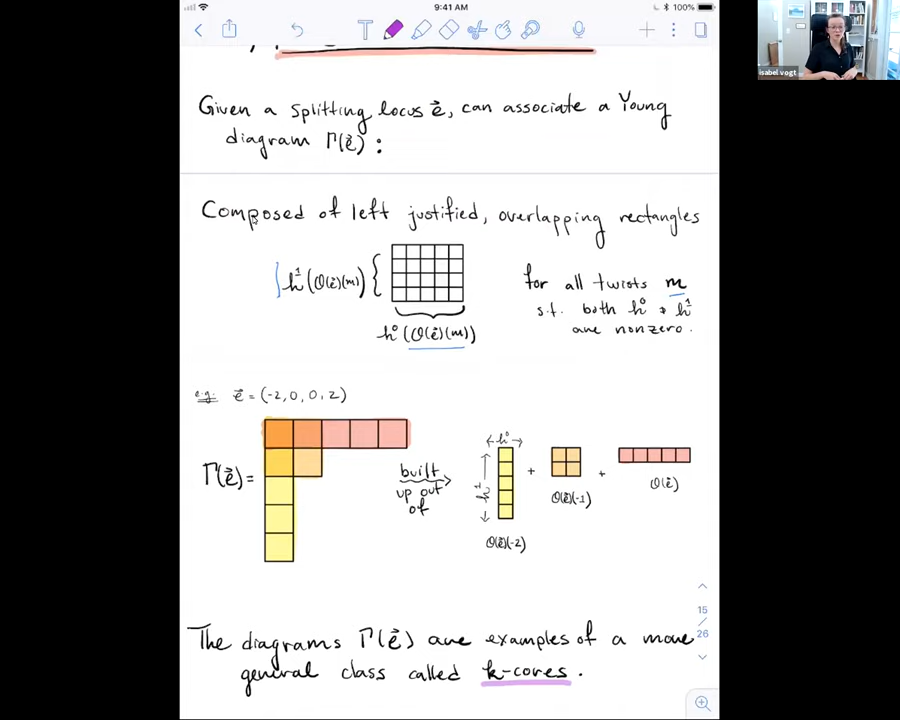 9:41 AM
100%
isabel vogt
Given a splitting locus e⃗, can associate a Young
diagram Γ(e⃗) :
Composed of left justified, overlapping rectangles
h¹(O(e⃗)(m)) {
h⁰(O(e⃗)(m))
for all twists m
s.t. both h⁰ & h¹
are nonzero.
e.g. e⃗ = (-2, 0, 0, 2)
Γ(e⃗) =
built
up out
of
h⁰
h¹
+
+
O(e⃗)(-2)
O(e⃗)(-1)
O(e⃗)
15
/
26
The diagrams Γ(e⃗) are examples of a more
general class called k-cores.